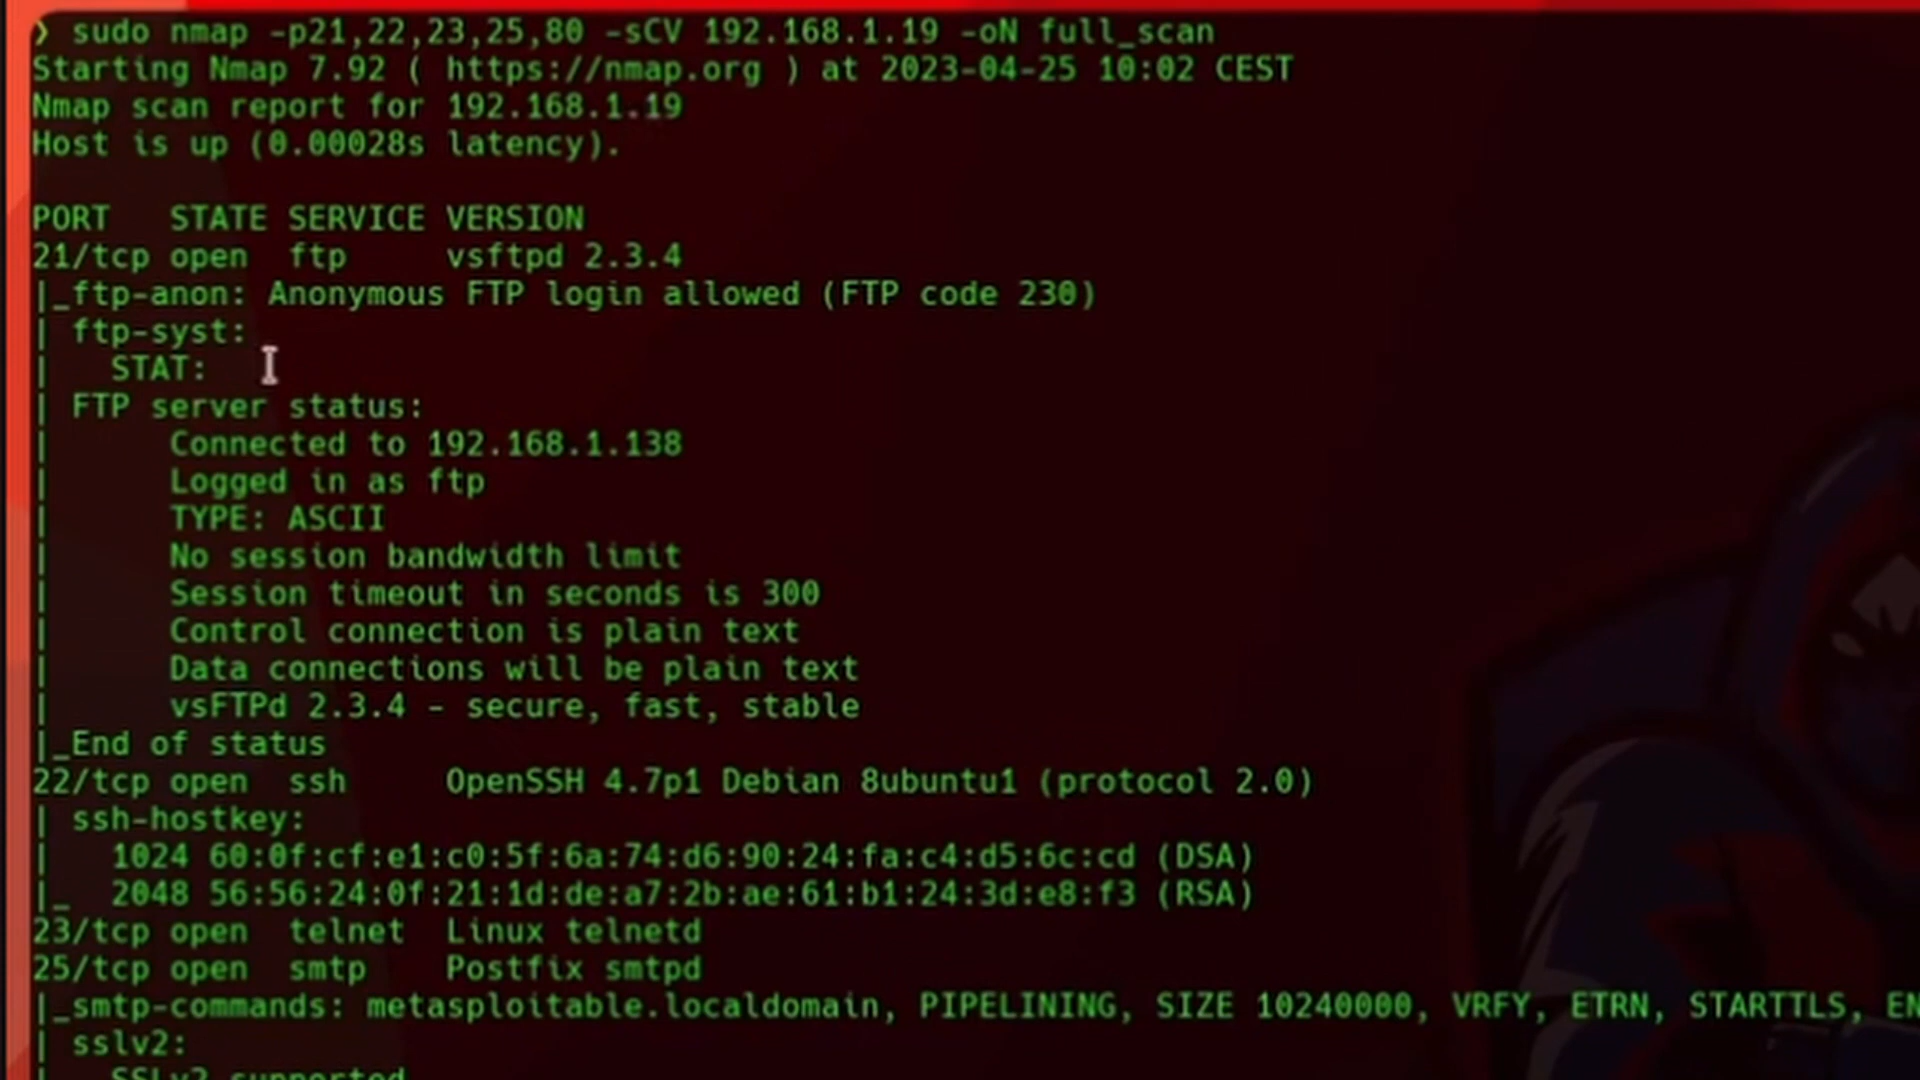 ❯ sudo nmap -p21,22,23,25,80 -sCV 192.168.1.19 -oN full_scan
Starting Nmap 7.92 ( https://nmap.org ) at 2023-04-25 10:02 CEST
Nmap scan report for 192.168.1.19
Host is up (0.00028s latency).
PORT   STATE SERVICE VERSION
21/tcp open  ftp     vsftpd 2.3.4
|_ftp-anon: Anonymous FTP login allowed (FTP code 230)
| ftp-syst:
|   STAT:
| FTP server status:
|      Connected to 192.168.1.138
|      Logged in as ftp
|      TYPE: ASCII
|      No session bandwidth limit
|      Session timeout in seconds is 300
|      Control connection is plain text
|      Data connections will be plain text
|      vsFTPd 2.3.4 - secure, fast, stable
|_End of status
22/tcp open  ssh     OpenSSH 4.7p1 Debian 8ubuntu1 (protocol 2.0)
| ssh-hostkey:
|   1024 60:0f:cf:e1:c0:5f:6a:74:d6:90:24:fa:c4:d5:6c:cd (DSA)
|_  2048 56:56:24:0f:21:1d:de:a7:2b:ae:61:b1:24:3d:e8:f3 (RSA)
23/tcp open  telnet  Linux telnetd
25/tcp open  smtp    Postfix smtpd
|_smtp-commands: metasploitable.localdomain, PIPELINING, SIZE 10240000, VRFY, ETRN, STARTTLS, EN
| sslv2:
|   SSLv2 supported